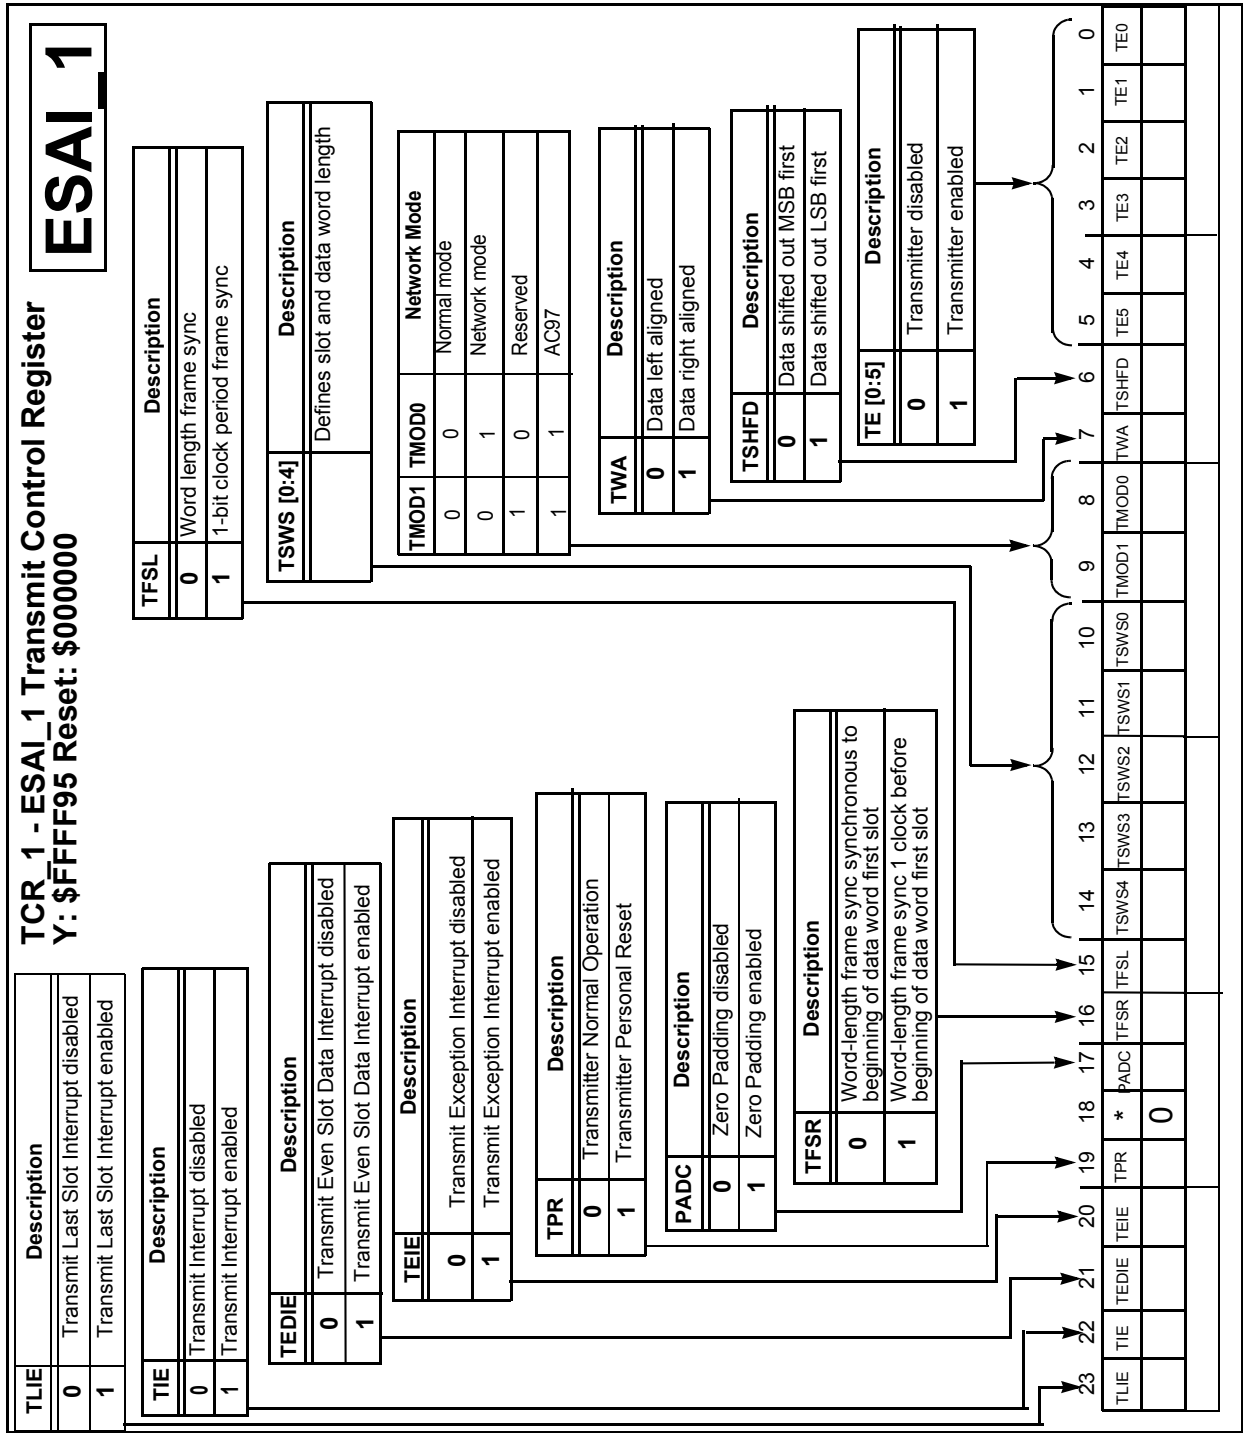 TCR_1 - ESAI_1 Transmit Control Register
Y: $FFFF95 Reset: $000000
ESAI_1
TLIE Description
0 Transmit Last Slot Interrupt disabled
1 Transmit Last Slot Interrupt enabled
TIE Description
0 Transmit Interrupt disabled
1 Transmit Interrupt enabled
TEDIE Description
0 Transmit Even Slot Data Interrupt disabled
1 Transmit Even Slot Data Interrupt enabled
TEIE Description
0 Transmit Exception Interrupt disabled
1 Transmit Exception Interrupt enabled
TPR Description
0 Transmitter Normal Operation
1 Transmitter Personal Reset
PADC Description
0 Zero Padding disabled
1 Zero Padding enabled
TFSR Description
0 Word-length frame sync synchronous to
beginning of data word first slot
1 Word-length frame sync 1 clock before
beginning of data word first slot
TFSL Description
0 Word length frame sync
1 1-bit clock period frame sync
TSWS [0:4] Description
Defines slot and data word length
TMOD1 TMOD0 Network Mode
0 0 Normal mode
0 1 Network mode
1 0 Reserved
1 1 AC97
TWA Description
0 Data left aligned
1 Data right aligned
TSHFD Description
0 Data shifted out MSB first
1 Data shifted out LSB first
TE [0:5] Description
0 Transmitter disabled
1 Transmitter enabled
23 22 21 20 19 18 17 16 15 14 13 12 11 10 9 8 7 6 5 4 3 2 1 0
TLIE TIE TEDIE TEIE TPR * PADC TFSR TFSL TSWS4 TSWS3 TSWS2 TSWS1 TSWS0 TMOD1 TMOD0 TWA TSHFD TE5 TE4 TE3 TE2 TE1 TE0
0